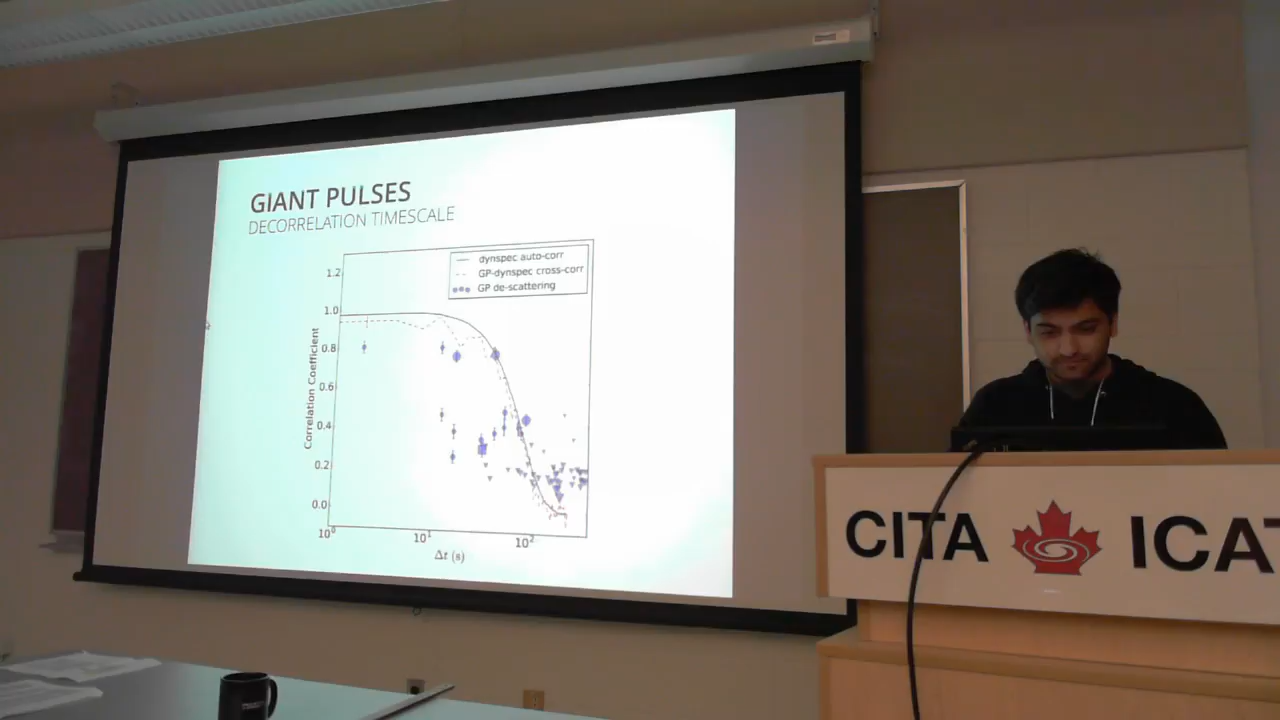 GIANT PULSES
DECORRELATION TIMESCALE
dynspec auto-corr
GP-dynspec cross-corr
GP de-scattering
1.2
1.0
0.8
0.6
0.4
0.2
0.0
Correlation Coefficient
10⁰
10¹
10²
Δt (s)
CITA ICAT